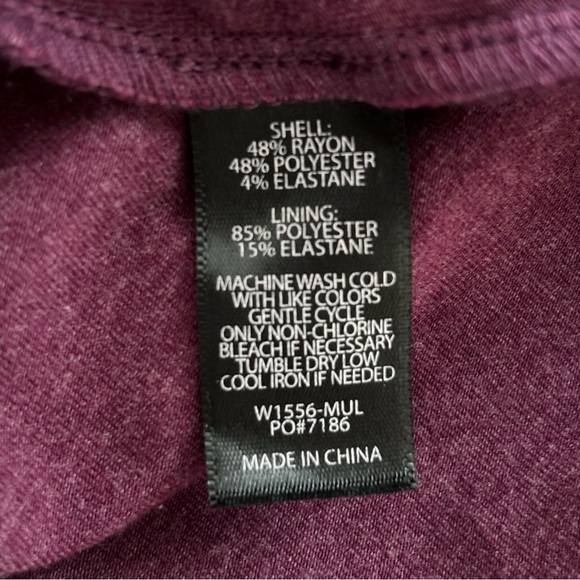 SHELL:
48% RAYON
48% POLYESTER
4% ELASTANE
LINING:
85% POLYESTER
15% ELASTANE
MACHINE WASH COLD
WITH LIKE COLORS
GENTLE CYCLE
ONLY NON-CHLORINE
BLEACH IF NECESSARY
TUMBLE DRY LOW
COOL IRON IF NEEDED
W1556-MUL
PO#7186
MADE IN CHINA